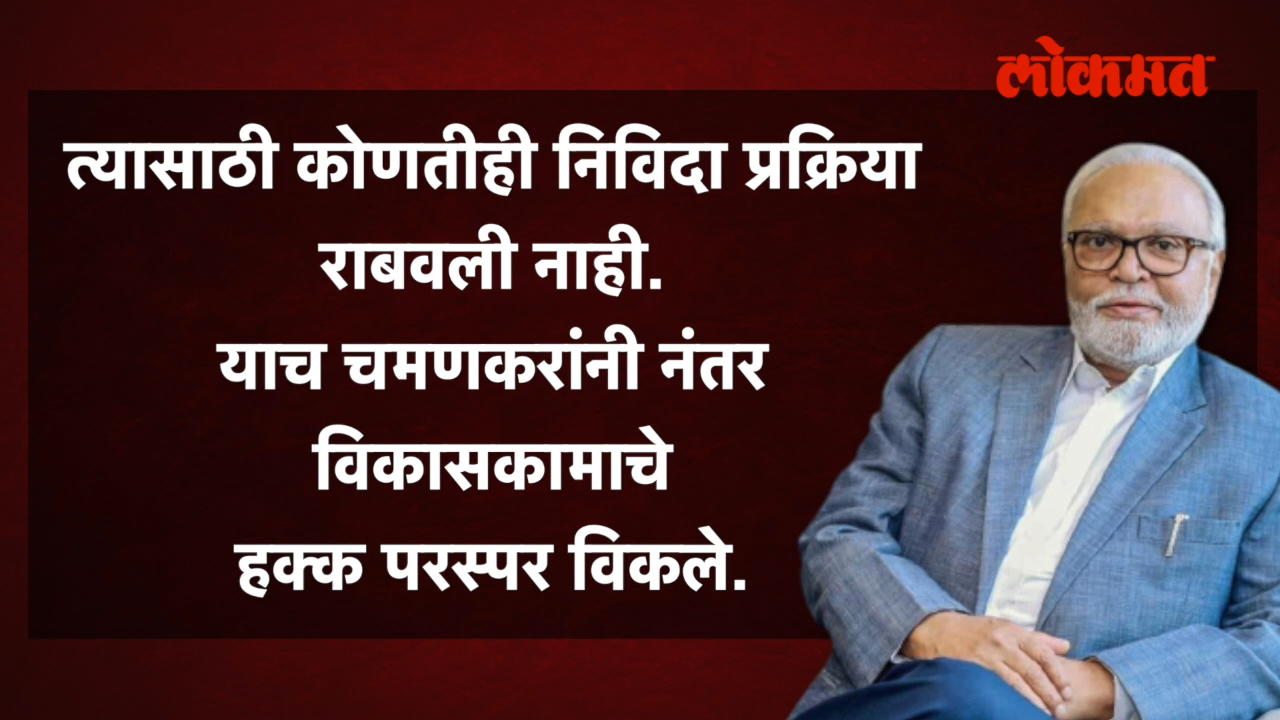 लोकमत
त्यासाठी कोणतीही निविदा प्रक्रिया
राबवली नाही.
याच चमणकरांनी नंतर
विकासकामाचे
हक्क परस्पर विकले.